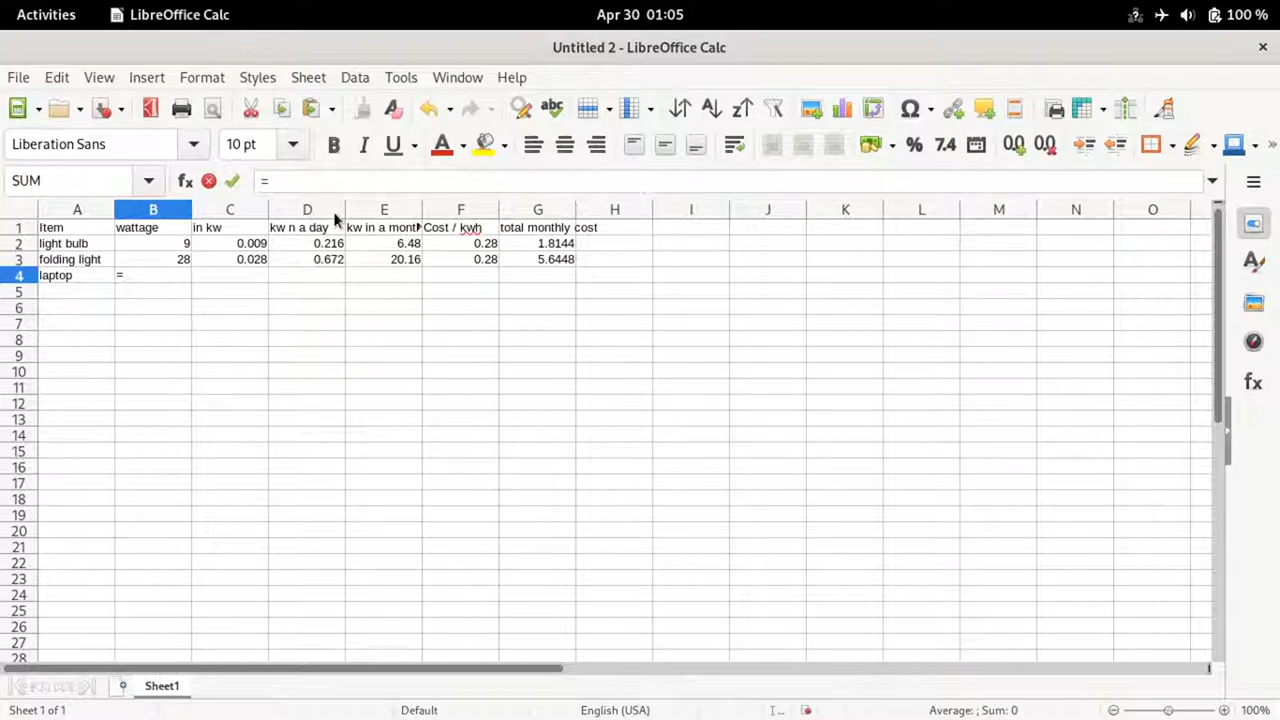 Activities LibreOffice Calc Apr 30 01:05 100 %
Untitled 2 - LibreOffice Calc ×
File Edit View Insert Format Styles Sheet Data Tools Window Help
Liberation Sans 10 pt B I U A % 7.4 »
SUM fx =
A B C D E F G H I J K L M N O
1 Item wattage in kw kw n a day kw in a mont Cost / kwh total monthly cost
2 light bulb 9 0.009 0.216 6.48 0.28 1.8144
3 folding light 28 0.028 0.672 20.16 0.28 5.6448
4 laptop =
5
6
7
8
9
10
11
12
13
14
15
16
17
18
19
20
21
22
23
24
25
26
27
28
Sheet1
Sheet 1 of 1 Default English (USA) Average: ; Sum: 0 100%